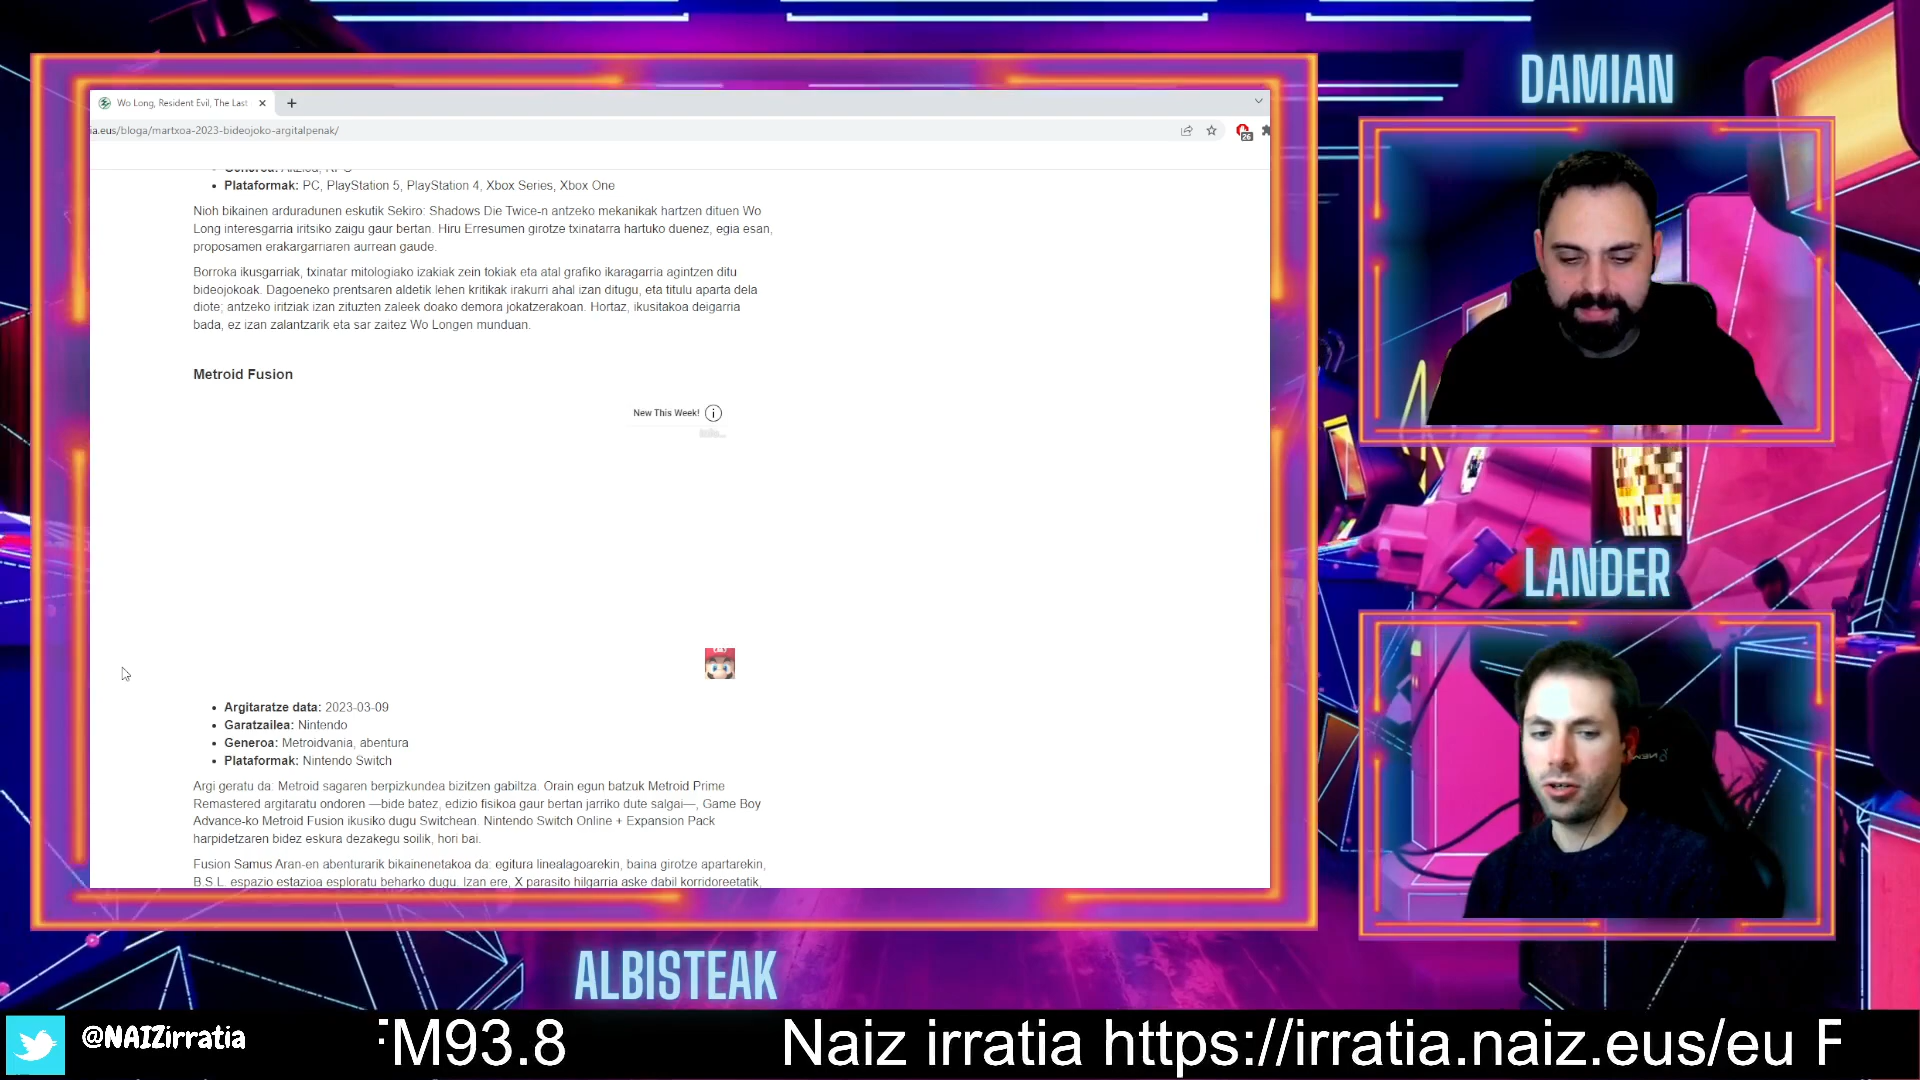 Wo Long, Resident Evil, The Last
ia.eus/bloga/martxoa-2023-bideojoko-argitalpenak/
26
Generoa: Akzioa, RPG
Plataformak: PC, PlayStation 5, PlayStation 4, Xbox Series, Xbox One
Nioh bikainen arduradunen eskutik Sekiro: Shadows Die Twice-n antzeko mekanikak hartzen dituen Wo
Long interesgarria iritsiko zaigu gaur bertan. Hiru Erresumen girotze txinatarra hartuko duenez, egia esan,
proposamen erakargarriaren aurrean gaude.
Borroka ikusgarriak, txinatar mitologiako izakiak zein tokiak eta atal grafiko ikaragarria agintzen ditu
bideojokoak. Dagoeneko prentsaren aldetik lehen kritikak irakurri ahal izan ditugu, eta titulu aparta dela
diote; antzeko iritziak izan zituzten zaleek doako demora jokatzerakoan. Hortaz, ikusitakoa deigarria
bada, ez izan zalantzarik eta sar zaitez Wo Longen munduan.
Metroid Fusion
New This Week!
Argitaratze data: 2023-03-09
Garatzailea: Nintendo
Generoa: Metroidvania, abentura
Plataformak: Nintendo Switch
Argi geratu da: Metroid sagaren berpizkundea bizitzen gabiltza. Orain egun batzuk Metroid Prime
Remastered argitaratu ondoren —bide batez, edizio fisikoa gaur bertan jarriko dute salgai—, Game Boy
Advance-ko Metroid Fusion ikusiko dugu Switchean. Nintendo Switch Online + Expansion Pack
harpidetzaren bidez eskura dezakegu soilik, hori bai.
Fusion Samus Aran-en abenturarik bikainenetakoa da: egitura linealagoarekin, baina girotze apartarekin,
B.S.L. espazio estazioa esploratu beharko dugu. Izan ere, X parasito hilgarria aske dabil korridoreetatik,
DAMIAN
LANDER
ALBISTEAK
@NAIZirratia
FM93.8
Naiz irratia https://irratia.naiz.eus/eu F